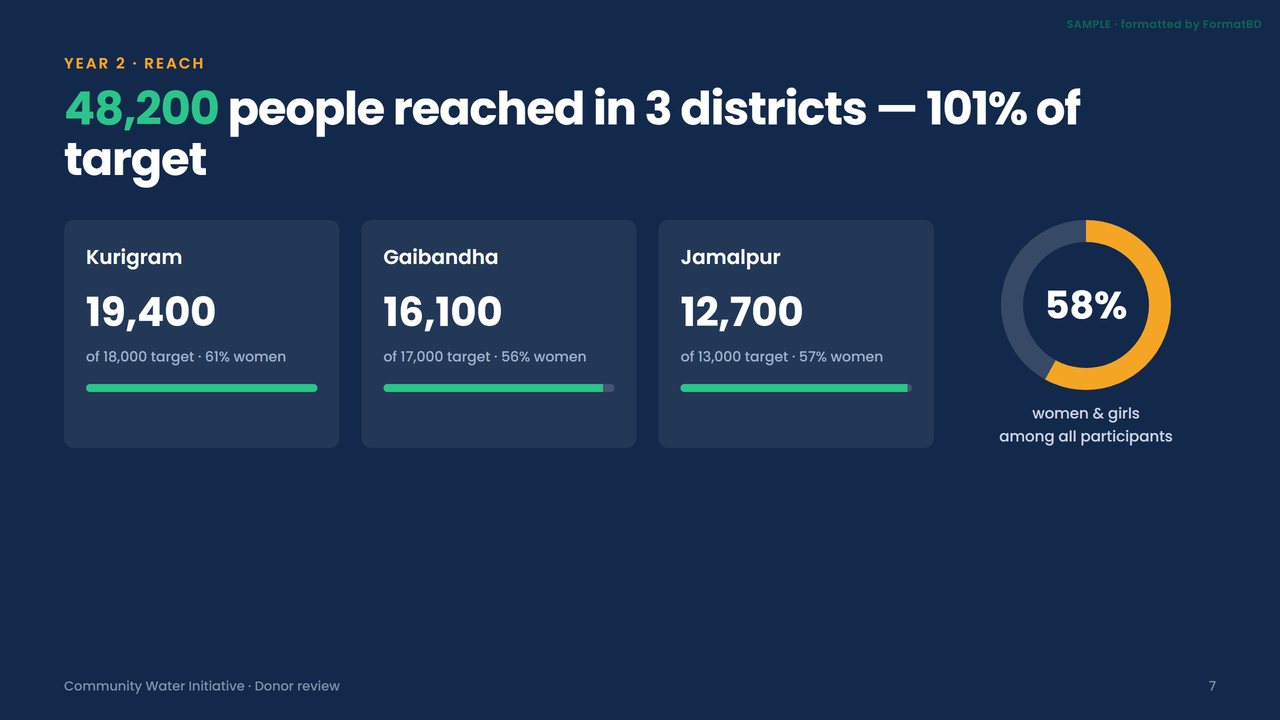 SAMPLE · formatted by FormatBD
YEAR 2 · REACH
48,200 people reached in 3 districts — 101% of
target
Kurigram
19,400
of 18,000 target · 61% women
Gaibandha
16,100
of 17,000 target · 56% women
Jamalpur
12,700
of 13,000 target · 57% women
58%
women & girls
among all participants
Community Water Initiative · Donor review
7